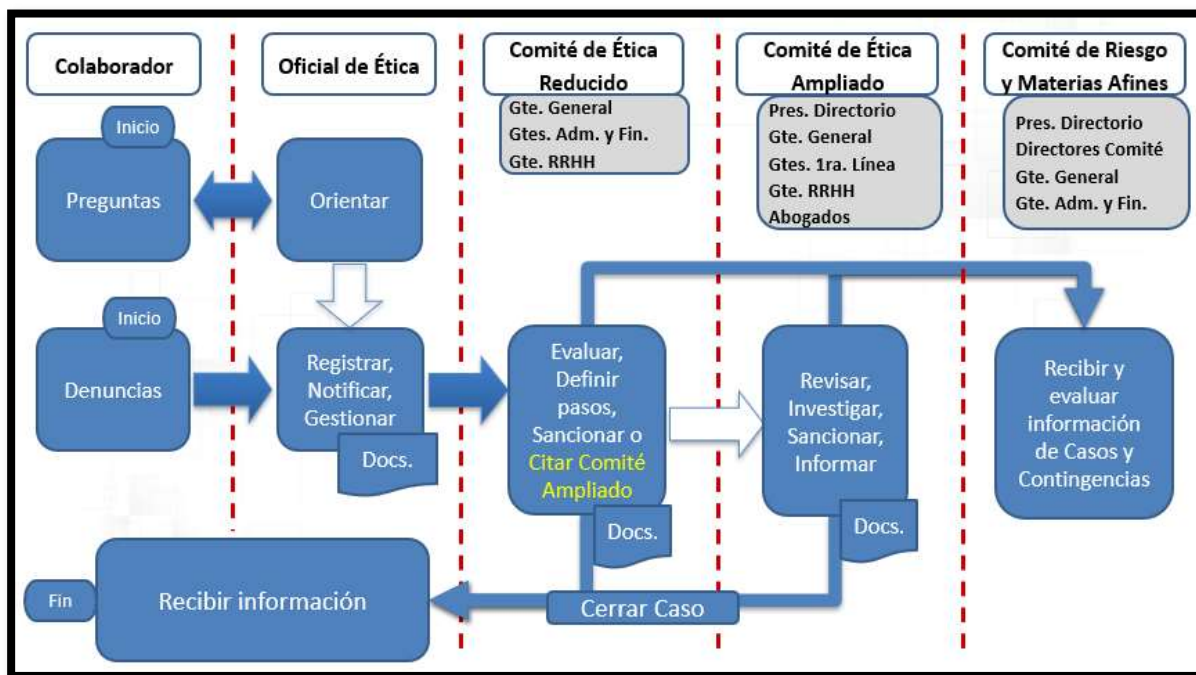 Colaborador
Oficial de Ética
Comité de Ética
Reducido
Gte. General
Gtes. Adm. y Fin.
Gte. RRHH
Comité de Ética
Ampliado
Pres. Directorio
Gte. General
Gtes. 1ra. Línea
Gte. RRHH
Abogados
Comité de Riesgo
y Materias Afines
Pres. Directorio
Directores Comité
Gte. General
Gte. Adm. y Fin.
Inicio
Preguntas
Orientar
Inicio
Denuncias
Registrar,
Notificar,
Gestionar
Docs.
Evaluar,
Definir
pasos,
Sancionar o
Citar Comité
Ampliado
Docs.
Revisar,
Investigar,
Sancionar,
Informar
Docs.
Recibir y
evaluar
información
de Casos y
Contingencias
Fin
Recibir información
Cerrar Caso